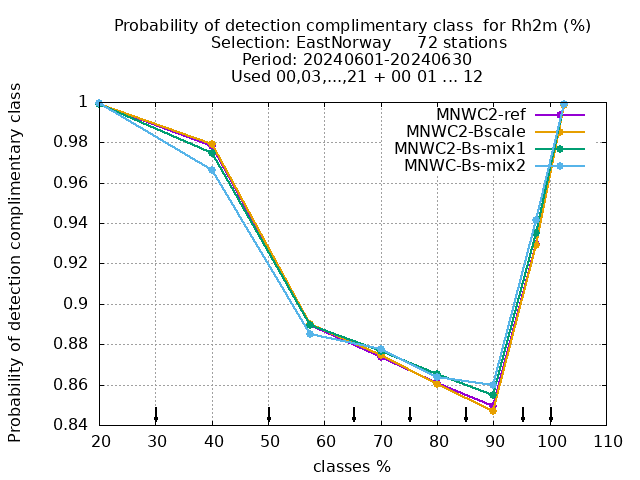 Probability of detection complimentary class  for Rh2m (%)
Selection: EastNorway     72 stations
Period: 20240601-20240630
Used 00,03,...,21 + 00 01 ... 12
Probability of detection complimentary class
MNWC2-ref
MNWC2-Bscale
MNWC2-Bs-mix1
MNWC-Bs-mix2
1
0.98
0.96
0.94
0.92
0.9
0.88
0.86
0.84
20 30 40 50 60 70 80 90 100 110
classes %